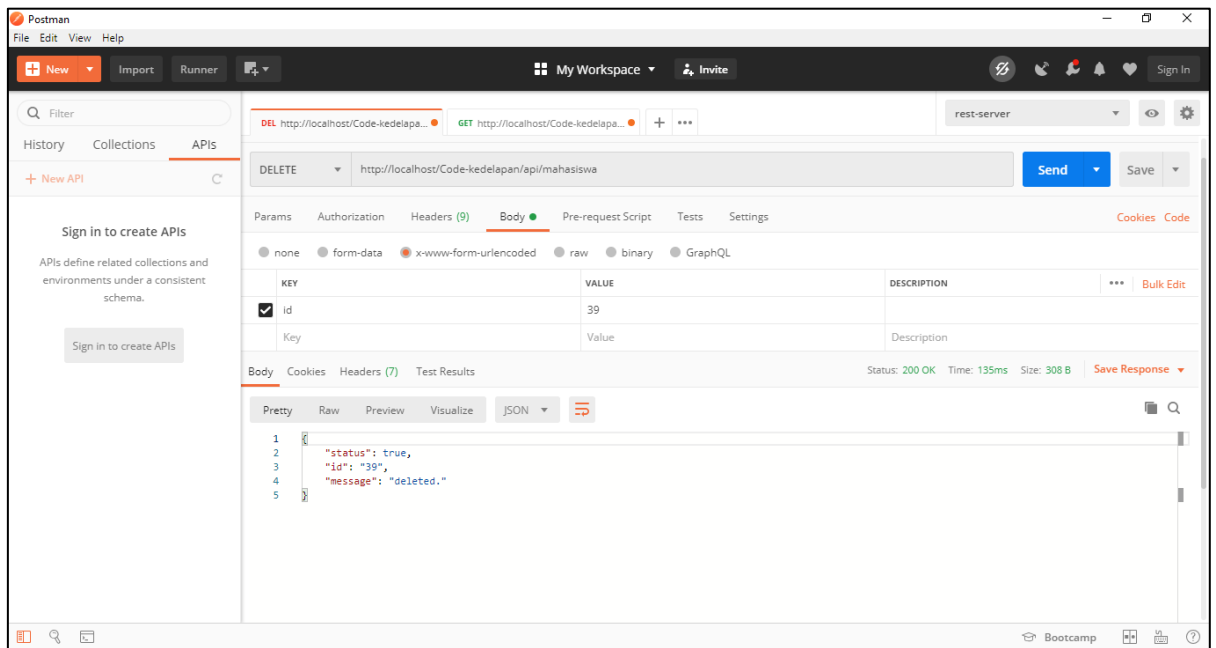 Postman
File Edit View Help
New Import Runner My Workspace Invite Sign In
Filter
History Collections APIs
+ New API
Sign in to create APIs
APIs define related collections and
environments under a consistent
schema.
Sign in to create APIs
DEL http://localhost/Code-kedelapa... GET http://localhost/Code-kedelapa... + ••• rest-server
DELETE http://localhost/Code-kedelapan/api/mahasiswa Send Save
Params Authorization Headers (9) Body Pre-request Script Tests Settings Cookies Code
none form-data x-www-form-urlencoded raw binary GraphQL
KEY VALUE DESCRIPTION ••• Bulk Edit
id 39
Key Value Description
Body Cookies Headers (7) Test Results Status: 200 OK Time: 135ms Size: 308 B Save Response
Pretty Raw Preview Visualize JSON
1 {
2 "status": true,
3 "id": "39",
4 "message": "deleted."
5 }
Bootcamp